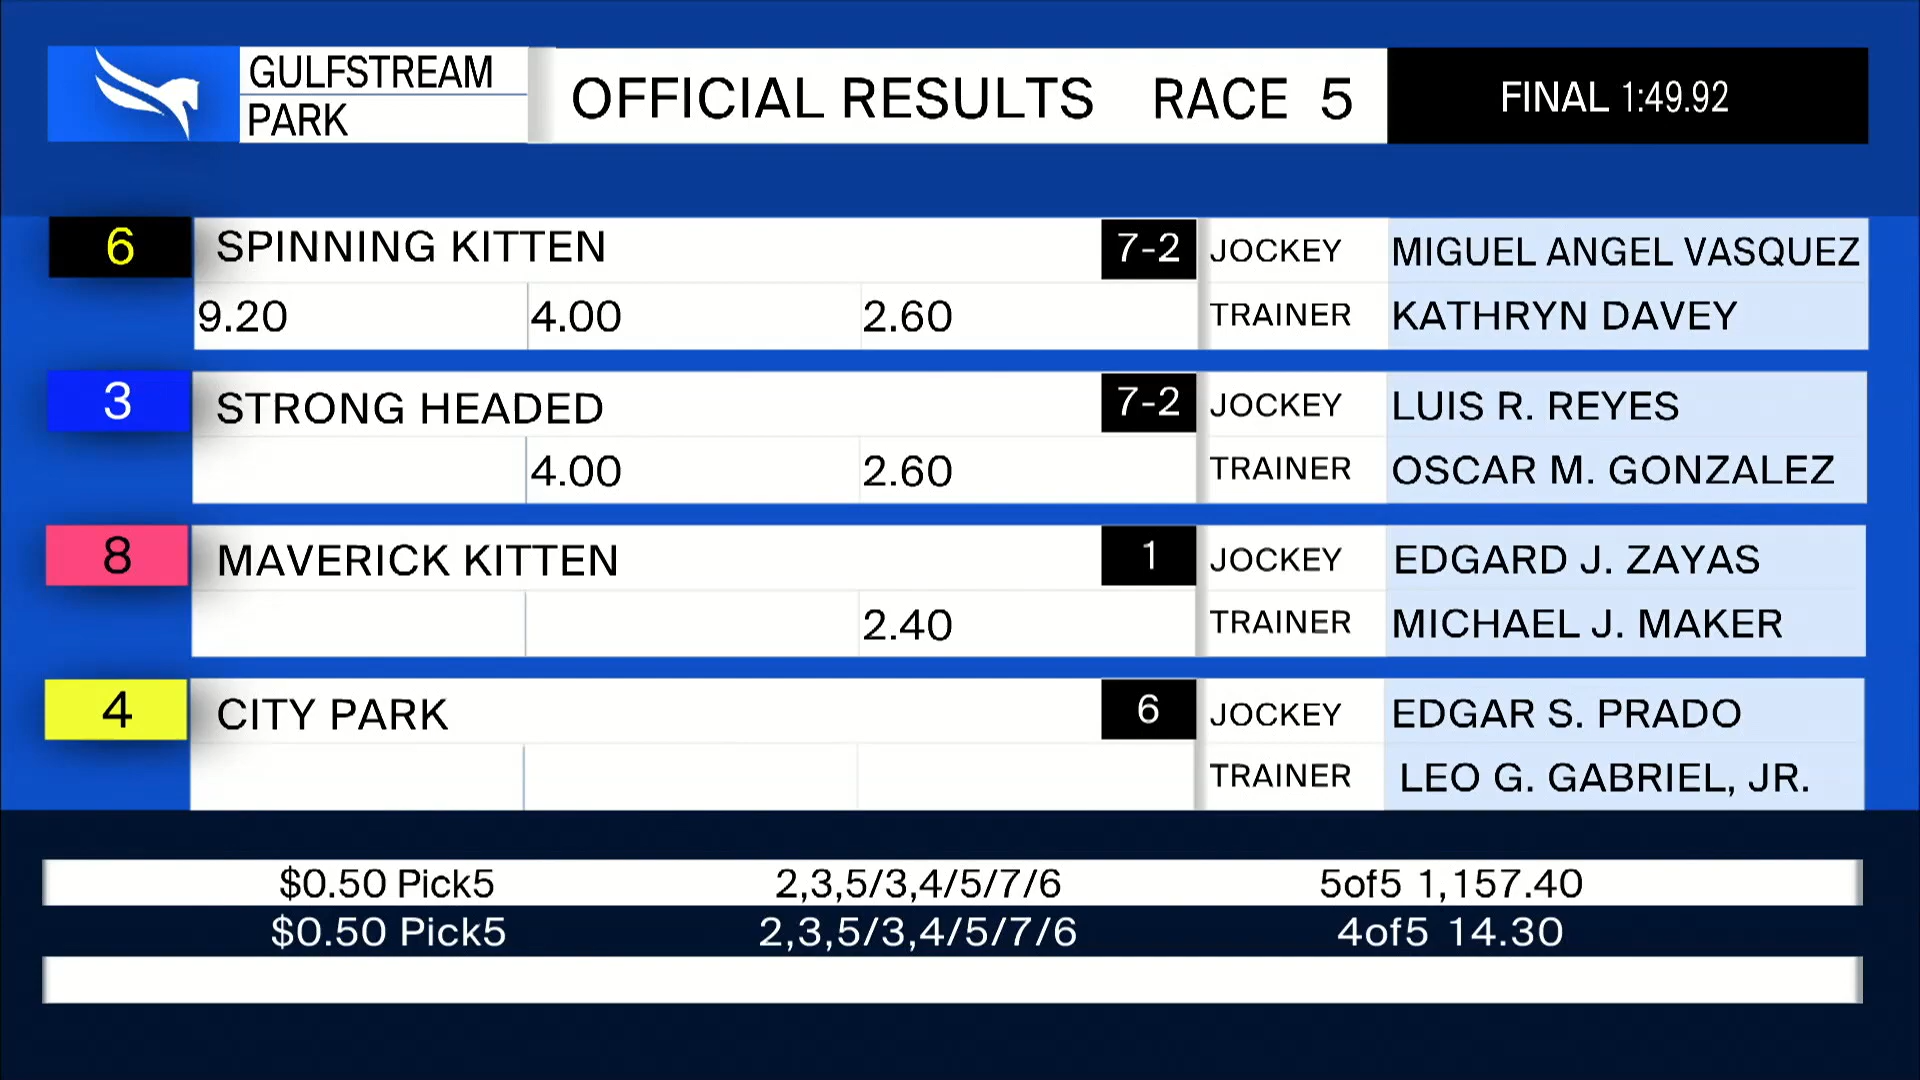 GULFSTREAM
PARK
OFFICIAL RESULTS RACE 5
FINAL 1:49.92
6 SPINNING KITTEN 7-2 JOCKEY MIGUEL ANGEL VASQUEZ
9.20 4.00 2.60 TRAINER KATHRYN DAVEY
3 STRONG HEADED 7-2 JOCKEY LUIS R. REYES
4.00 2.60 TRAINER OSCAR M. GONZALEZ
8 MAVERICK KITTEN 1 JOCKEY EDGARD J. ZAYAS
2.40 TRAINER MICHAEL J. MAKER
4 CITY PARK 6 JOCKEY EDGAR S. PRADO
TRAINER LEO G. GABRIEL, JR.
$0.50 Pick5 2,3,5/3,4/5/7/6 5of5 1,157.40
$0.50 Pick5 2,3,5/3,4/5/7/6 4of5 14.30